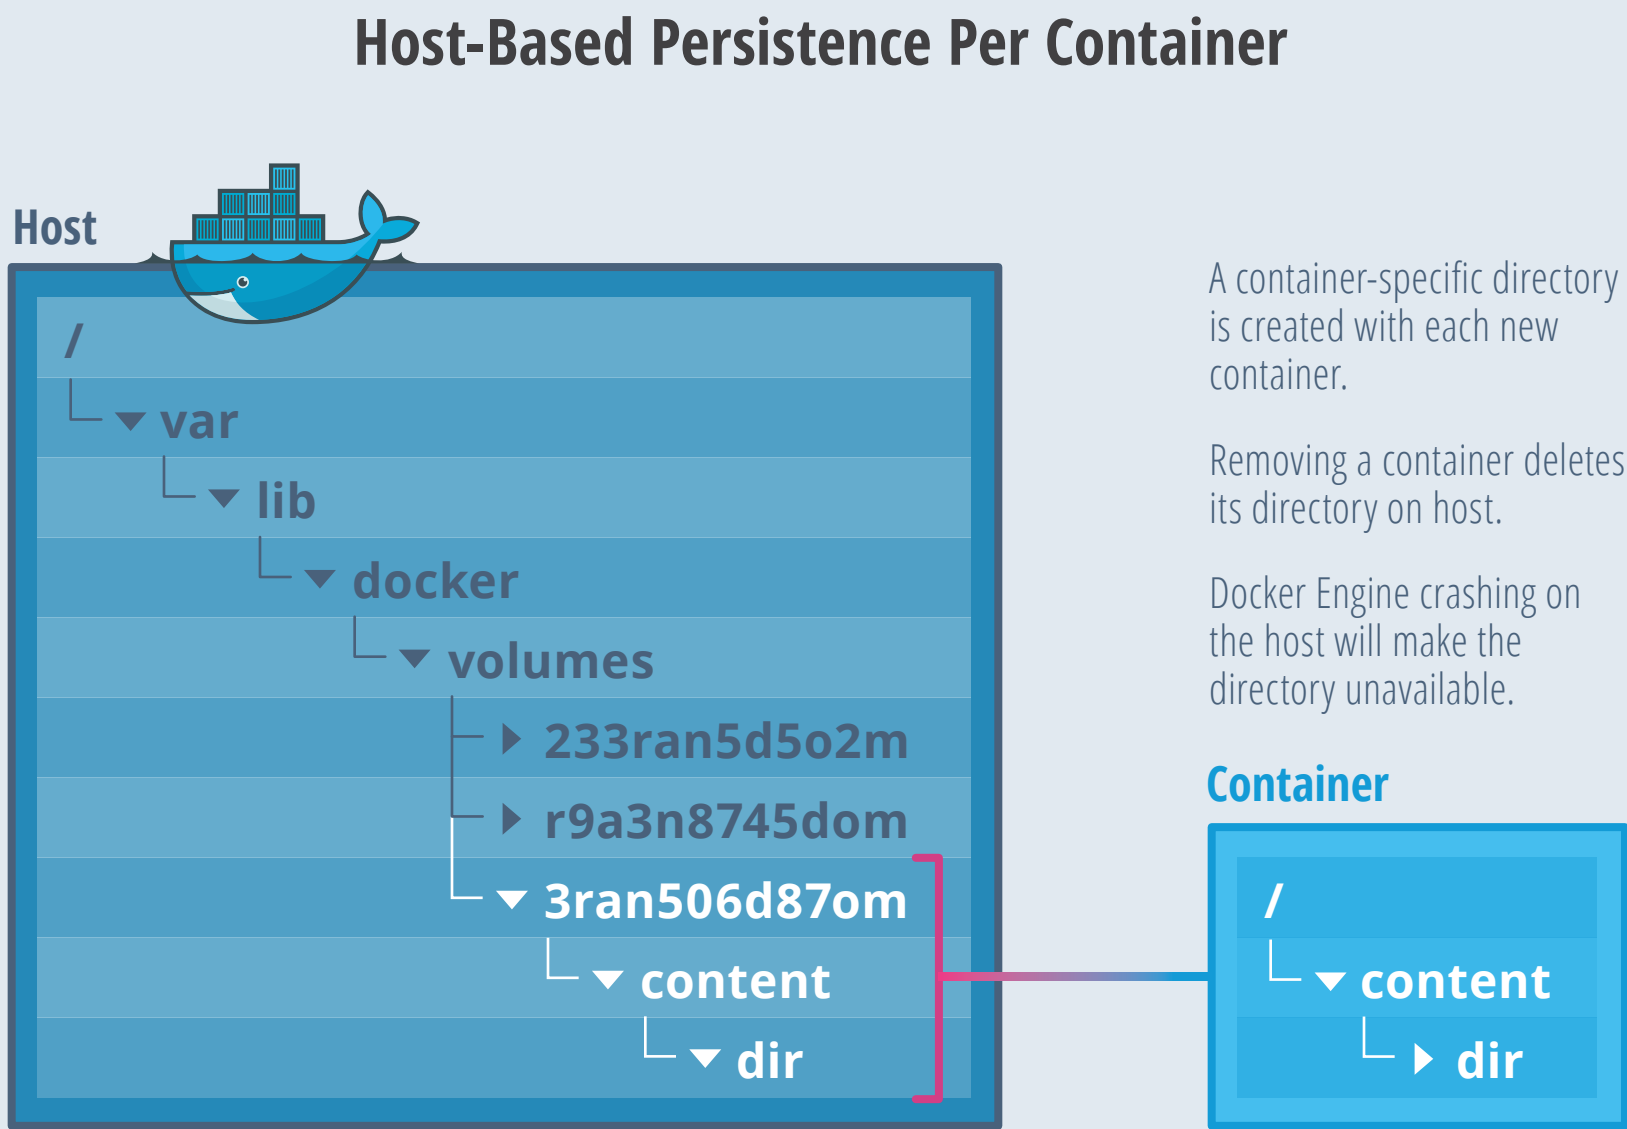 Host-Based Persistence Per Container
Host
/
var
lib
docker
volumes
233ran5d5o2m
r9a3n8745dom
3ran506d87om
content
dir
A container-specific directory
is created with each new
container.
Removing a container deletes
its directory on host.
Docker Engine crashing on
the host will make the
directory unavailable.
Container
/
content
dir